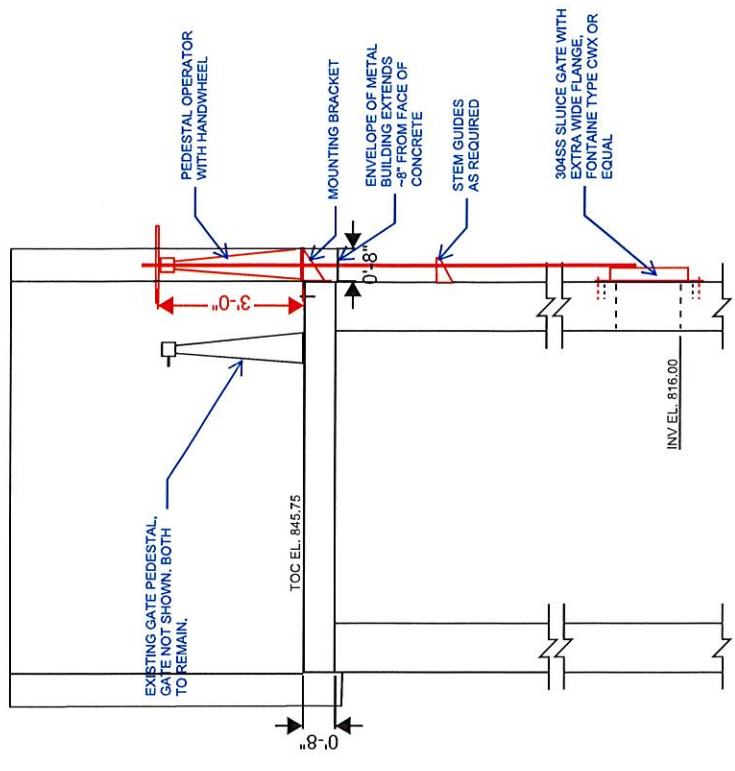 PEDESTAL OPERATOR
WITH HANDWHEEL
MOUNTING BRACKET
ENVELOPE OF METAL
BUILDING EXTENDS
~8" FROM FACE OF
CONCRETE
STEM GUIDES
AS REQUIRED
304SS SLUICE GATE WITH
EXTRA WIDE FLANGE,
FONTAINE TYPE CWX OR
EQUAL
0'-8"
3'-0"
EXISTING GATE PEDESTAL,
GATE NOT SHOWN. BOTH
TO REMAIN.
TOC EL. 845.75
INV EL. 816.00
0'-8"